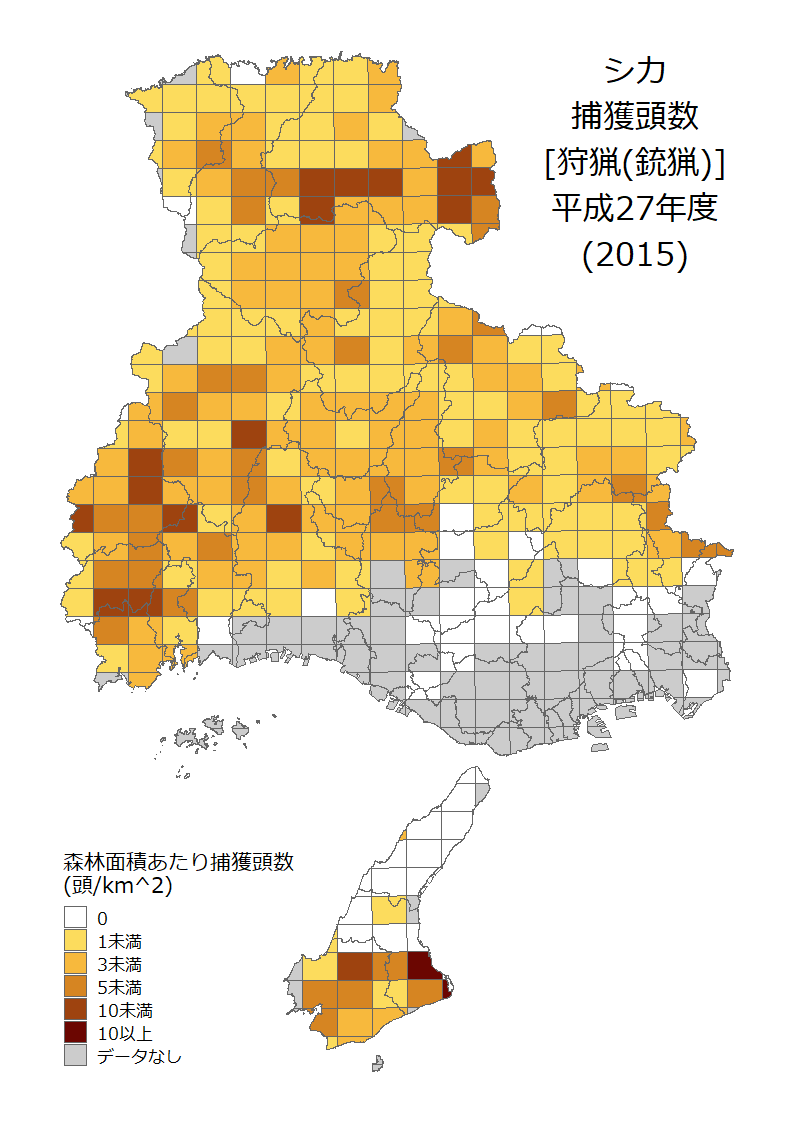 シカ
捕獲頭数
[狩猟(銃猟)]
平成27年度
(2015)
森林面積あたり捕獲頭数
(頭/km^2)
0
1未満
3未満
5未満
10未満
10以上
データなし